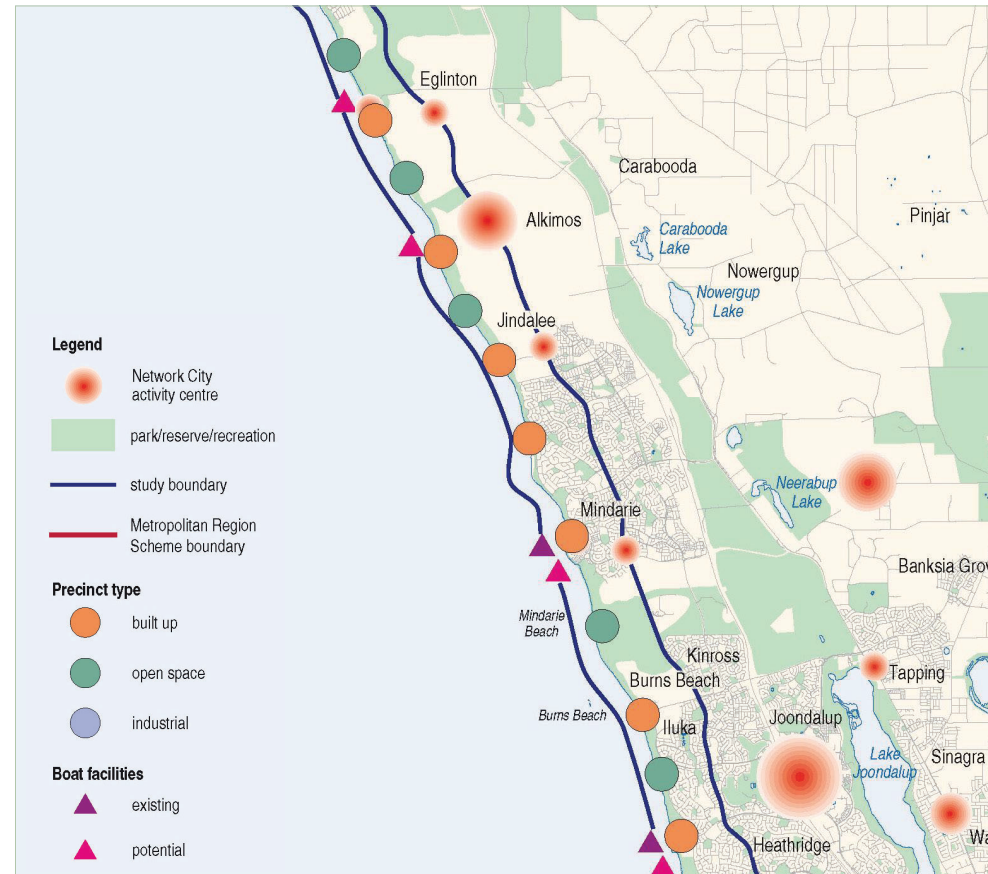 Eglinton
Carabooda
Pinjar
Alkimos
Carabooda
Lake
Nowergup
Nowergup
Lake
Jindalee
Legend
Network City
activity centre
park/reserve/recreation
study boundary
Metropolitan Region
Scheme boundary
Precinct type
built up
open space
industrial
Boat facilities
existing
potential
Neerabup
Lake
Mindarie
Banksia Grov
Mindarie
Beach
Kinross
Burns Beach
Tapping
Burns Beach
Iluka
Joondalup
Lake
Joondalup
Sinagra
Wa
Heathridge